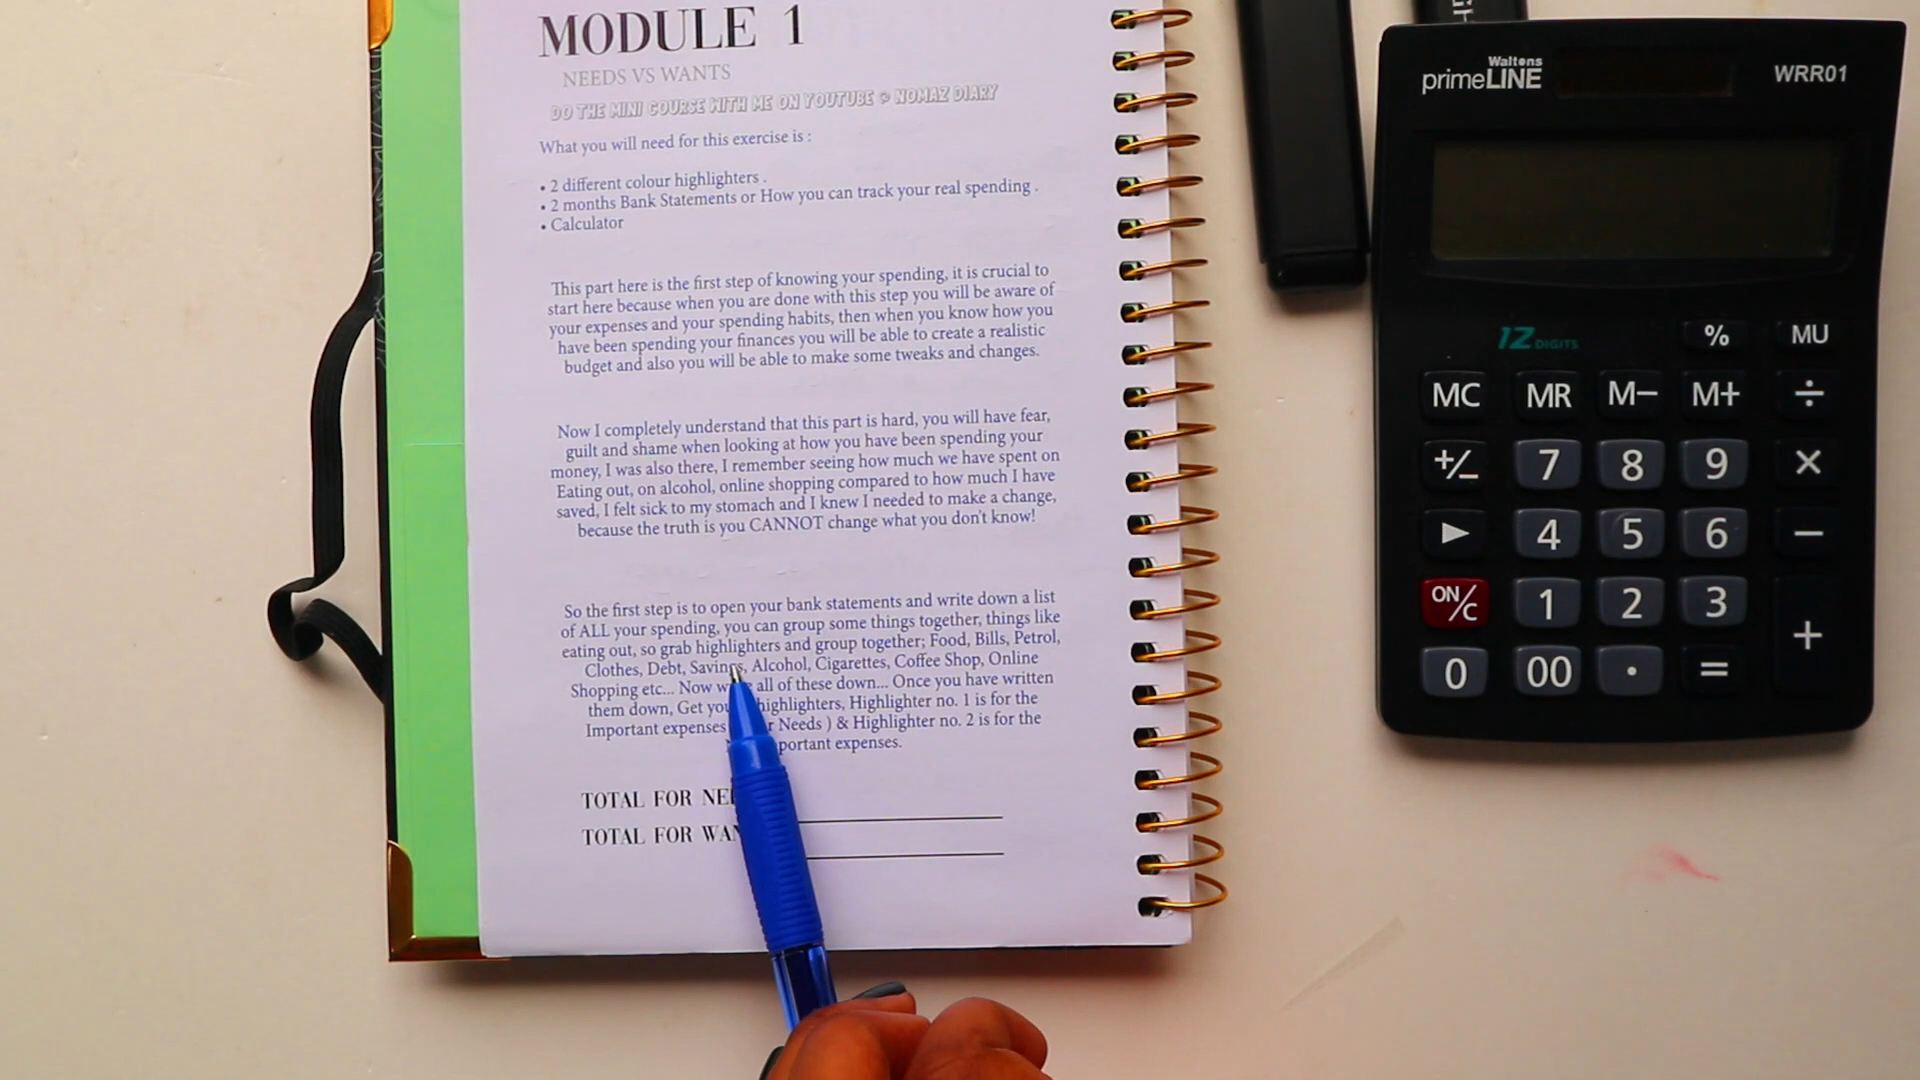 MODULE 1
NEEDS VS WANTS
DO THE MINI COURSE WITH ME ON YOUTUBE @ NOMAZ DIARY
What you will need for this exercise is :
• 2 different colour highlighters .
• 2 months Bank Statements or How you can track your real spending .
• Calculator
This part here is the first step of knowing your spending, it is crucial to
start here because when you are done with this step you will be aware of
your expenses and your spending habits, then when you know how you
have been spending your finances you will be able to create a realistic
budget and also you will be able to make some tweaks and changes.
Now I completely understand that this part is hard, you will have fear,
guilt and shame when looking at how you have been spending your
money, I was also there, I remember seeing how much we have spent on
Eating out, on alcohol, online shopping compared to how much I have
saved, I felt sick to my stomach and I knew I needed to make a change,
because the truth is you CANNOT change what you don't know!
So the first step is to open your bank statements and write down a list
of ALL your spending, you can group some things together, things like
eating out, so grab highlighters and group together; Food, Bills, Petrol,
Clothes, Debt, Savings, Alcohol, Cigarettes, Coffee Shop, Online
Shopping etc... Now all of these down... Once you have written
them down, Get highlighters, Highlighter no. 1 is for the
Important expenses Needs ) & Highlighter no. 2 is for the
expenses.
TOTAL FOR
TOTAL FOR
Waltons
primeLINE WRR01
12 DIGITS % MU
MC MR M− M+ ÷
+/− 7 8 9 ×
▶ 4 5 6 −
ON/C 1 2 3 +
0 00 · =